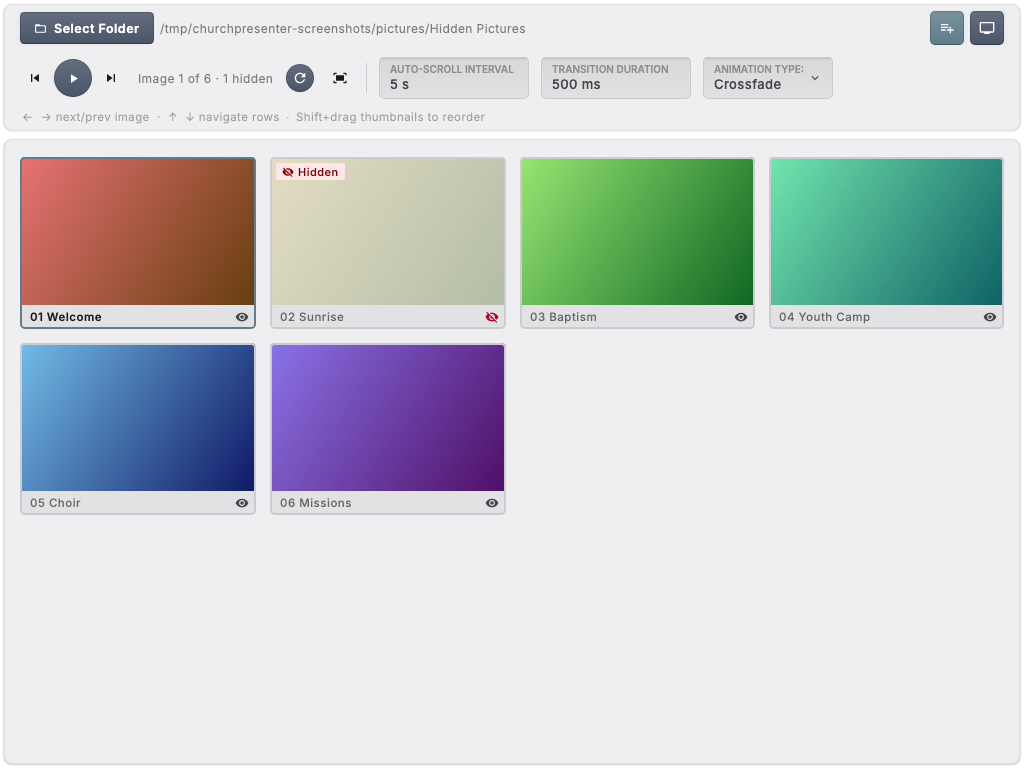 Select Folder /tmp/churchpresenter-screenshots/pictures/Hidden Pictures
Image 1 of 6 · 1 hidden
AUTO-SCROLL INTERVAL
5 s
TRANSITION DURATION
500 ms
ANIMATION TYPE:
Crossfade
← → next/prev image · ↑ ↓ navigate rows · Shift+drag thumbnails to reorder
Hidden
01 Welcome
02 Sunrise
03 Baptism
04 Youth Camp
05 Choir
06 Missions